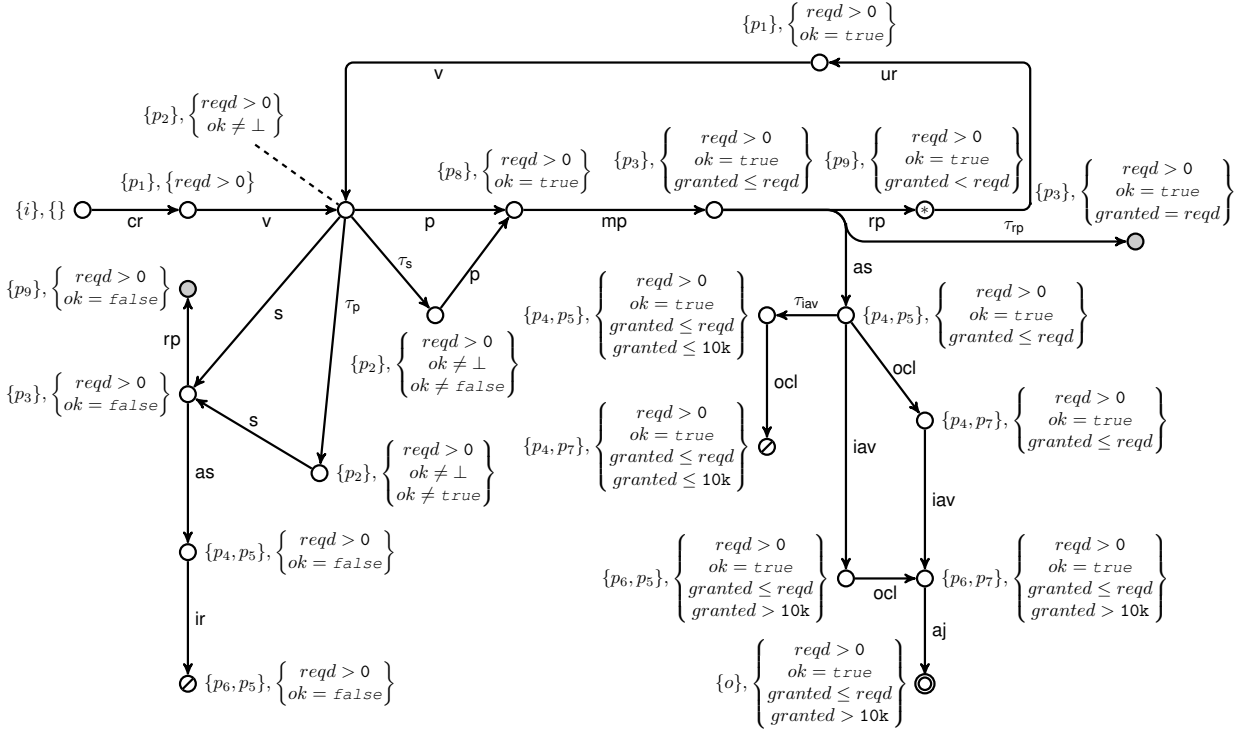 {p₁}, {reqd > 0
ok = true}
v
ur
{p₂}, {reqd > 0
ok ≠ ⊥}
{p₈}, {reqd > 0
ok = true}
{p₃}, {reqd > 0
ok = true
granted ≤ reqd}
{p₉}, {reqd > 0
ok = true
granted < reqd}
{p₃}, {reqd > 0
ok = true
granted = reqd}
{p₁}, {reqd > 0}
{i}, {}
cr
v
p
mp
rp
*
τrp
{p₉}, {reqd > 0
ok = false}
s
τp
τs
p
as
{p₄, p₅}, {reqd > 0
ok = true
granted ≤ reqd
granted ≤ 10k}
τiav
{p₄, p₅}, {reqd > 0
ok = true
granted ≤ reqd}
rp
{p₂}, {reqd > 0
ok ≠ ⊥
ok ≠ false}
ocl
ocl
{p₃}, {reqd > 0
ok = false}
s
{p₄, p₇}, {reqd > 0
ok = true
granted ≤ reqd
granted ≤ 10k}
iav
{p₄, p₇}, {reqd > 0
ok = true
granted ≤ reqd}
as
{p₂}, {reqd > 0
ok ≠ ⊥
ok ≠ true}
iav
{p₄, p₅}, {reqd > 0
ok = false}
{p₆, p₅}, {reqd > 0
ok = true
granted ≤ reqd
granted > 10k}
ocl
{p₆, p₇}, {reqd > 0
ok = true
granted ≤ reqd
granted > 10k}
ir
aj
{p₆, p₅}, {reqd > 0
ok = false}
{o}, {reqd > 0
ok = true
granted ≤ reqd
granted > 10k}